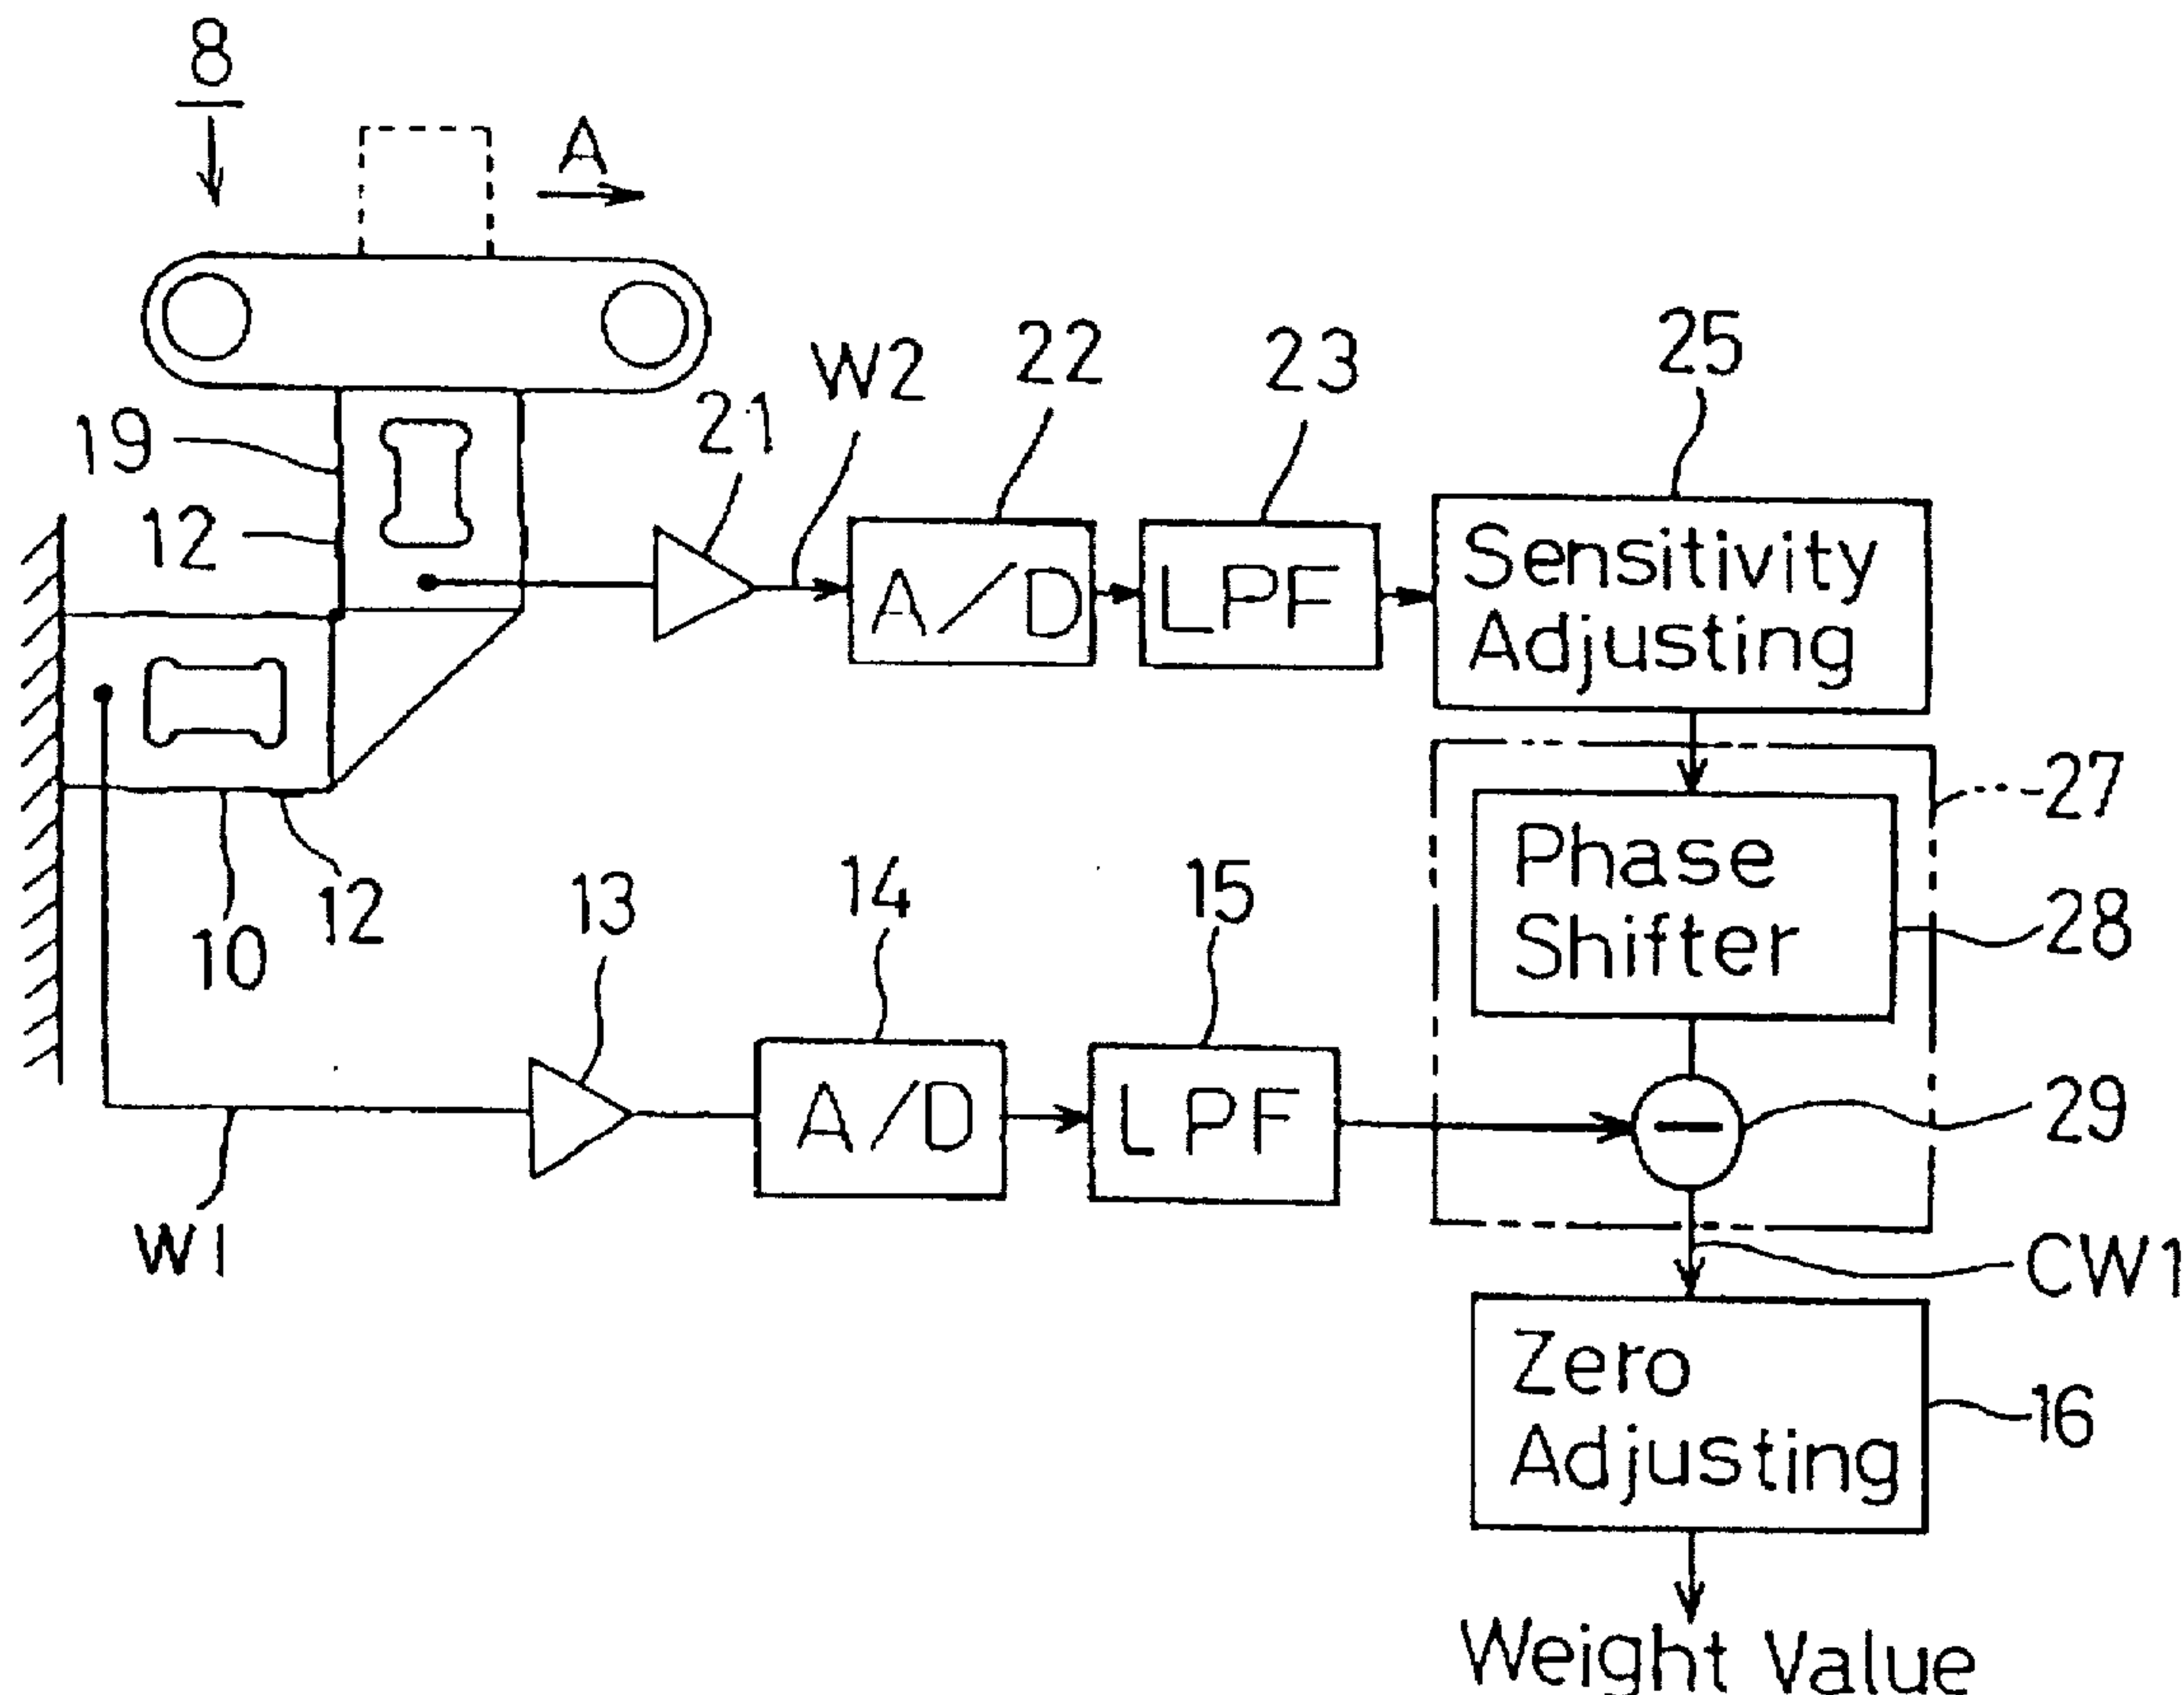 8
A
25
22
23
W2
21
19
12
Sensitivity
Adjusting
A/D
LPF
27
Phase
Shifter
28
14
15
13
12
10
29
A/D
LPF
W1
CW1
Zero
Adjusting
16
Weight Value